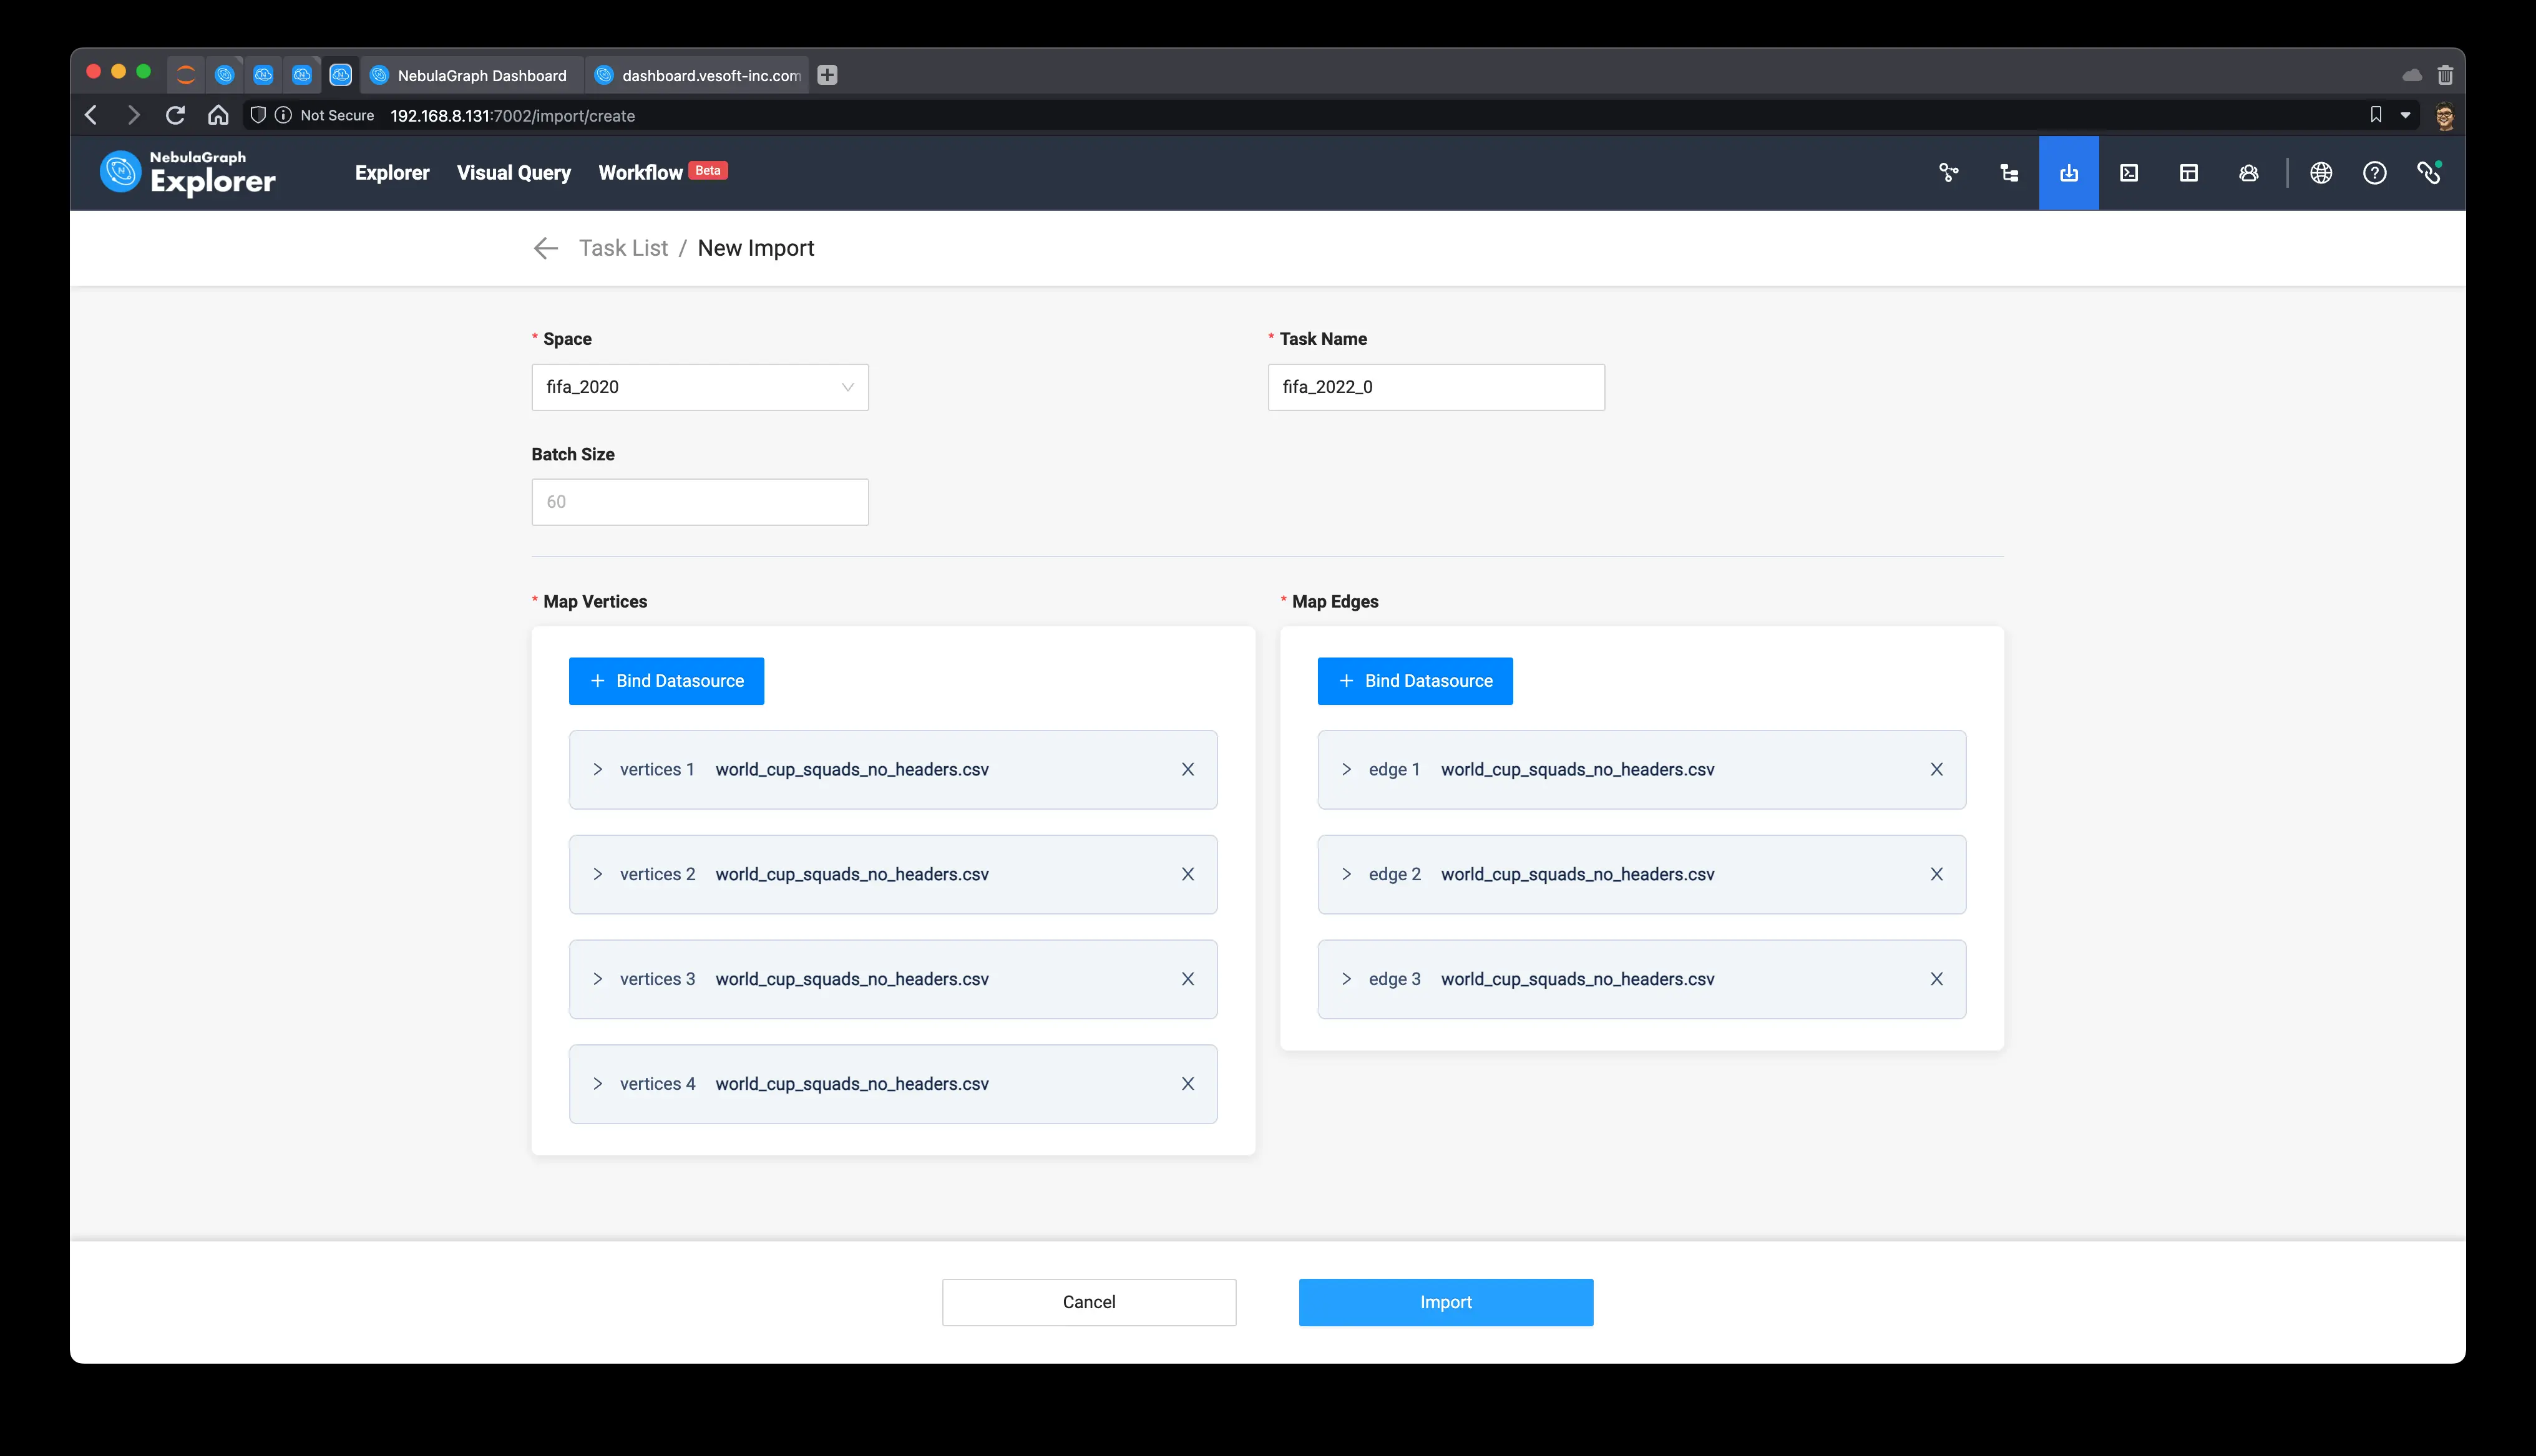 NebulaGraph Dashboard
dashboard.vesoft-inc.com
Not Secure 192.168.8.131:7002/import/create
NebulaGraph
Explorer
Explorer
Visual Query
Workflow Beta
Task List / New Import
* Space
fifa_2020
* Task Name
fifa_2022_0
Batch Size
60
* Map Vertices
+ Bind Datasource
vertices 1 world_cup_squads_no_headers.csv
vertices 2 world_cup_squads_no_headers.csv
vertices 3 world_cup_squads_no_headers.csv
vertices 4 world_cup_squads_no_headers.csv
* Map Edges
+ Bind Datasource
edge 1 world_cup_squads_no_headers.csv
edge 2 world_cup_squads_no_headers.csv
edge 3 world_cup_squads_no_headers.csv
Cancel
Import